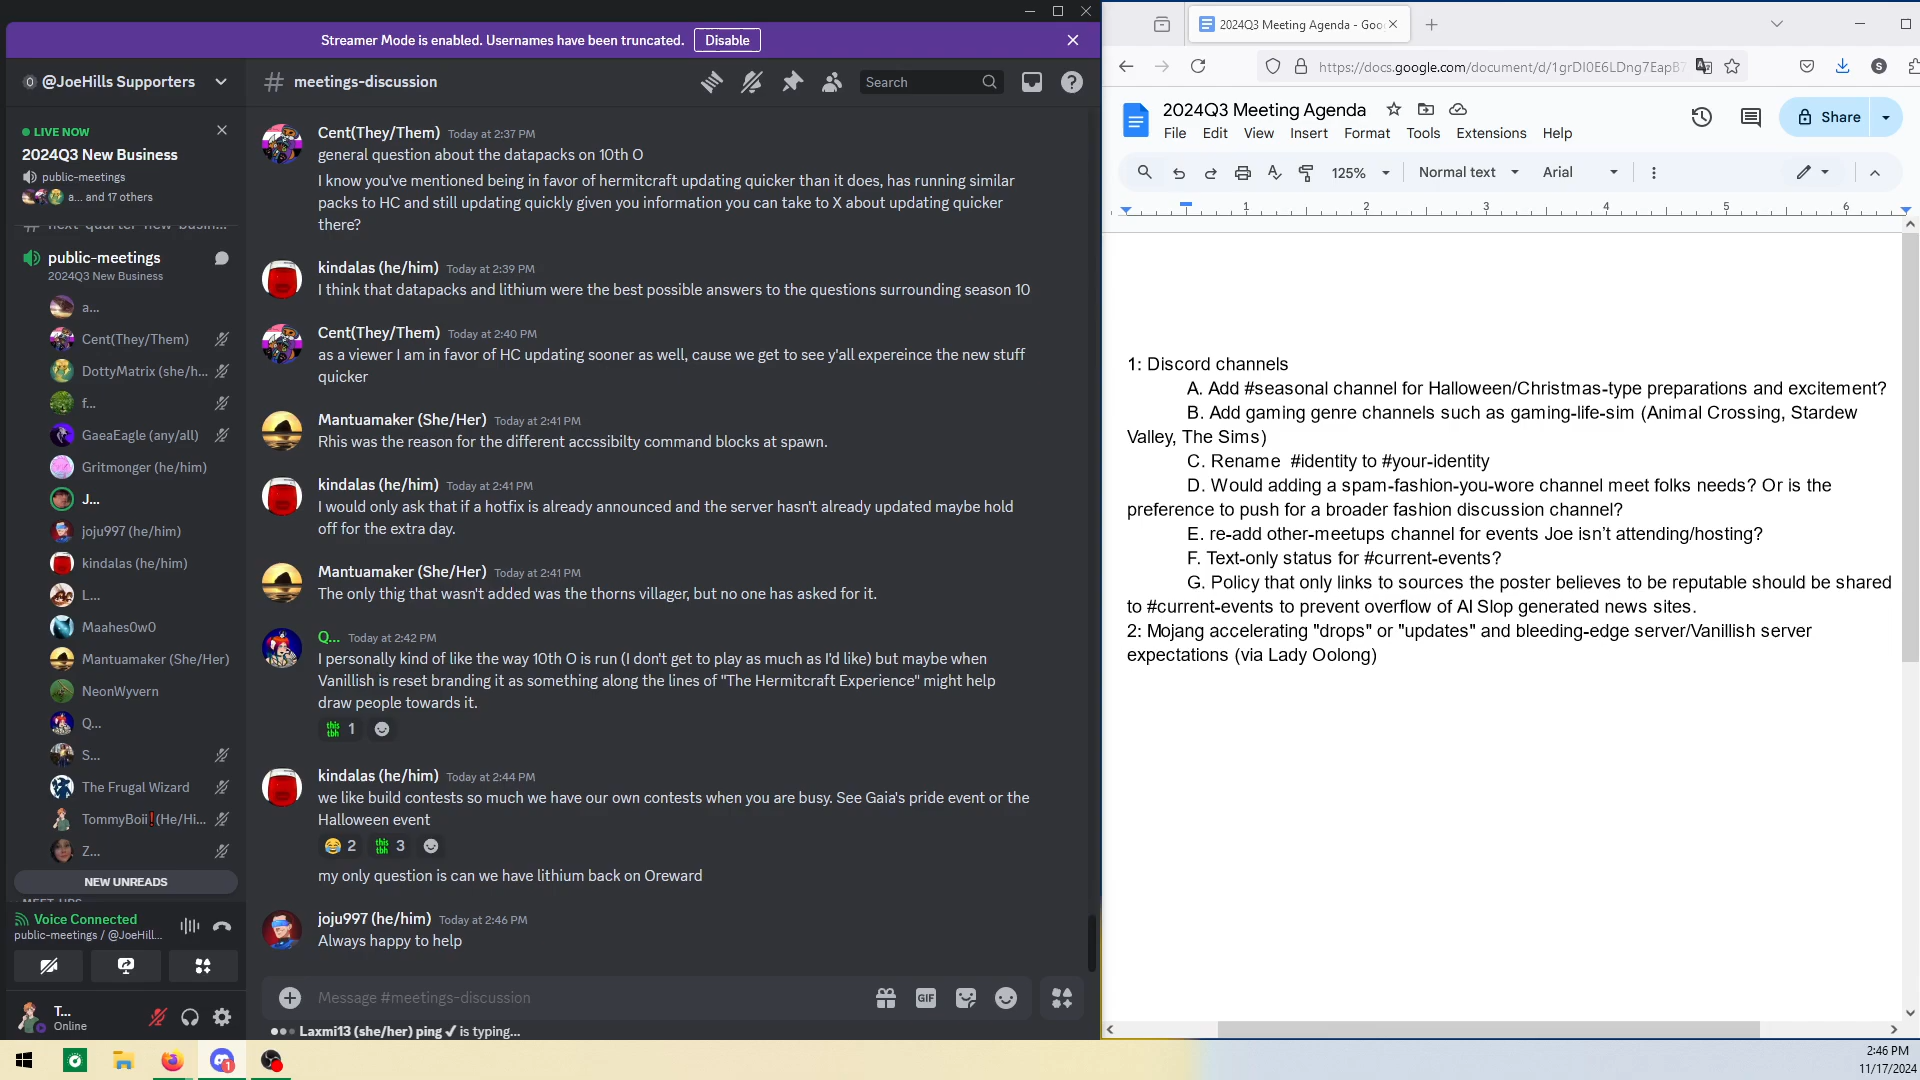 Streamer Mode is enabled. Usernames have been truncated. Disable
@JoeHills Supporters
LIVE NOW
2024Q3 New Business
public-meetings
a... and 17 others
public-meetings
2024Q3 New Business
a...
Cent(They/Them)
DottyMatrix (she/h...
f...
GaeaEagle (any/all)
Gritmonger (he/him)
J...
joju997 (he/him)
kindalas (he/him)
L...
Maahes0w0
Mantuamaker (She/Her)
NeonWyvern
Q...
S...
The Frugal Wizard
TommyBoii❗(He/Hi...
Z...
NEW UNREADS
Voice Connected
public-meetings / @JoeHill...
T...
Online
# meetings-discussion
Search
Cent(They/Them) Today at 2:37 PM
general question about the datapacks on 10th O
I know you've mentioned being in favor of hermitcraft updating quicker than it does, has running similar
packs to HC and still updating quickly given you information you can take to X about updating quicker
there?
kindalas (he/him) Today at 2:39 PM
I think that datapacks and lithium were the best possible answers to the questions surrounding season 10
Cent(They/Them) Today at 2:40 PM
as a viewer I am in favor of HC updating sooner as well, cause we get to see y'all expereince the new stuff
quicker
Mantuamaker (She/Her) Today at 2:41 PM
Rhis was the reason for the different accssibilty command blocks at spawn.
kindalas (he/him) Today at 2:41 PM
I would only ask that if a hotfix is already announced and the server hasn't already updated maybe hold
off for the extra day.
Mantuamaker (She/Her) Today at 2:41 PM
The only thig that wasn't added was the thorns villager, but no one has asked for it.
Q... Today at 2:42 PM
I personally kind of like the way 10th O is run (I don't get to play as much as I'd like) but maybe when
Vanillish is reset branding it as something along the lines of "The Hermitcraft Experience" might help
draw people towards it.
this tbh 1
kindalas (he/him) Today at 2:44 PM
we like build contests so much we have our own contests when you are busy. See Gaia's pride event or the
Halloween event
2 this tbh 3
my only question is can we have lithium back on Oreward
joju997 (he/him) Today at 2:46 PM
Always happy to help
Message #meetings-discussion
GIF
Laxmi13 (she/her) ping ✓ is typing...
2024Q3 Meeting Agenda - Goo
https://docs.google.com/document/d/1grDI0E6LDng7EapB7
2024Q3 Meeting Agenda
File Edit View Insert Format Tools Extensions Help
Share
125% Normal text Arial
1 2 3 4 5 6
1: Discord channels
A. Add #seasonal channel for Halloween/Christmas-type preparations and excitement?
B. Add gaming genre channels such as gaming-life-sim (Animal Crossing, Stardew
Valley, The Sims)
C. Rename  #identity to #your-identity
D. Would adding a spam-fashion-you-wore channel meet folks needs? Or is the
preference to push for a broader fashion discussion channel?
E. re-add other-meetups channel for events Joe isn't attending/hosting?
F. Text-only status for #current-events?
G. Policy that only links to sources the poster believes to be reputable should be shared
to #current-events to prevent overflow of AI Slop generated news sites.
2: Mojang accelerating "drops" or "updates" and bleeding-edge server/Vanillish server
expectations (via Lady Oolong)
2:46 PM
11/17/2024